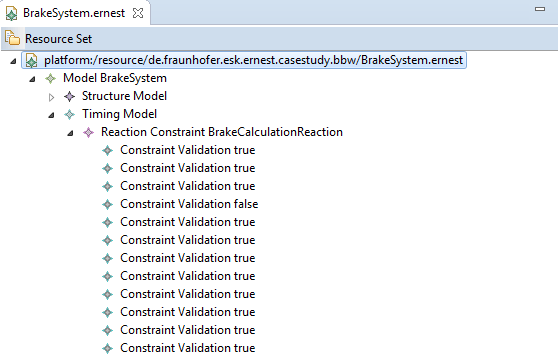 BrakeSystem.ernest
Resource Set
platform:/resource/de.fraunhofer.esk.ernest.casestudy.bbw/BrakeSystem.ernest
Model BrakeSystem
Structure Model
Timing Model
Reaction Constraint BrakeCalculationReaction
Constraint Validation true
Constraint Validation true
Constraint Validation true
Constraint Validation false
Constraint Validation true
Constraint Validation true
Constraint Validation true
Constraint Validation true
Constraint Validation true
Constraint Validation true
Constraint Validation true
Constraint Validation true